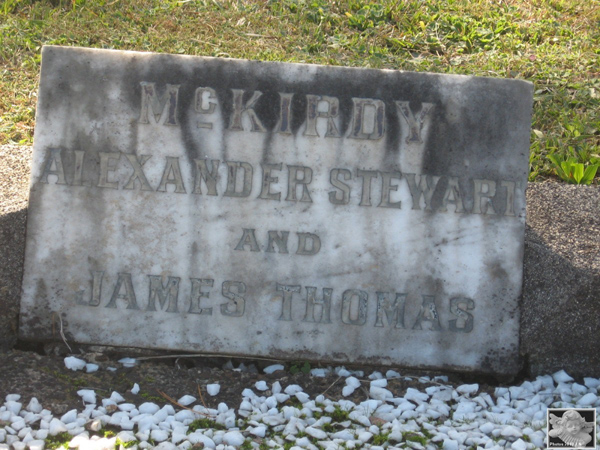 McKIRDY
ALEXANDER STEWART
AND
JAMES THOMAS